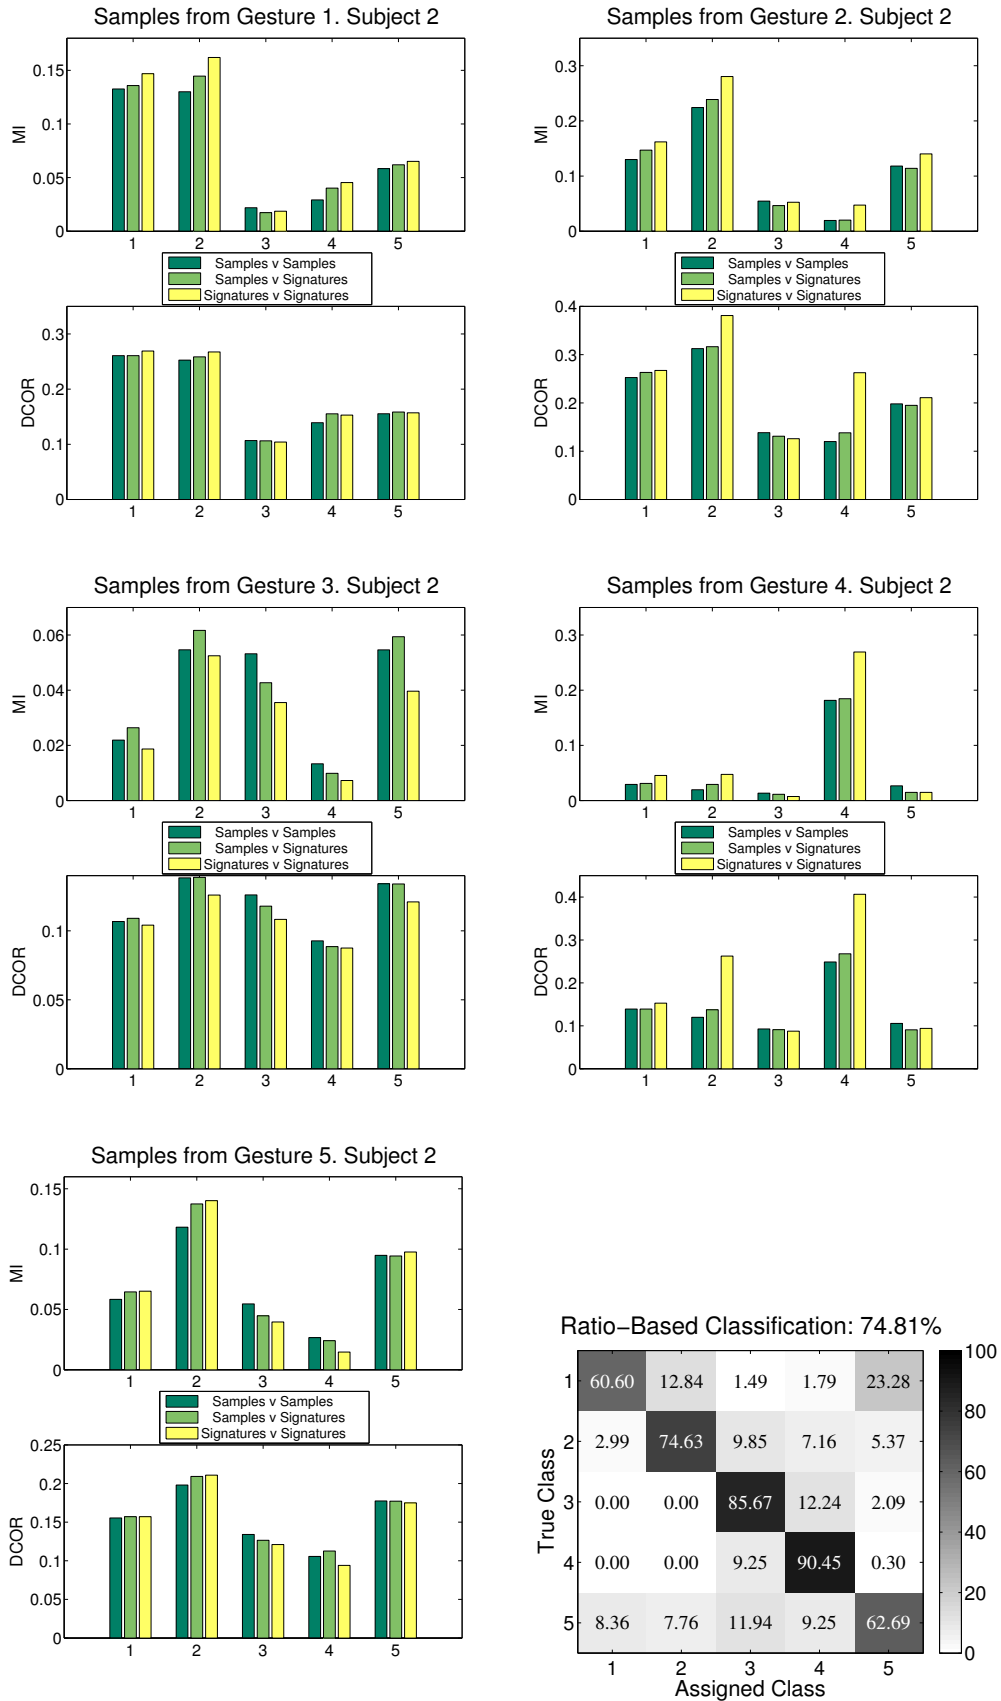 Samples from Gesture 1. Subject 2
0.15
0.1
0.05
0
MI
1 2 3 4 5
Samples v Samples
Samples v Signatures
Signatures v Signatures
0.3
0.2
0.1
0
DCOR
1 2 3 4 5
Samples from Gesture 2. Subject 2
0.3
0.2
0.1
0
MI
1 2 3 4 5
Samples v Samples
Samples v Signatures
Signatures v Signatures
0.4
0.3
0.2
0.1
0
DCOR
1 2 3 4 5
Samples from Gesture 3. Subject 2
0.06
0.04
0.02
0
MI
1 2 3 4 5
Samples v Samples
Samples v Signatures
Signatures v Signatures
0.1
0.05
0
DCOR
1 2 3 4 5
Samples from Gesture 4. Subject 2
0.3
0.2
0.1
0
MI
1 2 3 4 5
Samples v Samples
Samples v Signatures
Signatures v Signatures
0.4
0.3
0.2
0.1
0
DCOR
1 2 3 4 5
Samples from Gesture 5. Subject 2
0.15
0.1
0.05
0
MI
1 2 3 4 5
Samples v Samples
Samples v Signatures
Signatures v Signatures
0.25
0.2
0.15
0.1
0.05
0
DCOR
1 2 3 4 5
Ratio−Based Classification: 74.81%
1 60.60 12.84 1.49 1.79 23.28
2 2.99 74.63 9.85 7.16 5.37
3 0.00 0.00 85.67 12.24 2.09
4 0.00 0.00 9.25 90.45 0.30
5 8.36 7.76 11.94 9.25 62.69
1 2 3 4 5
True Class
Assigned Class
100
80
60
40
20
0